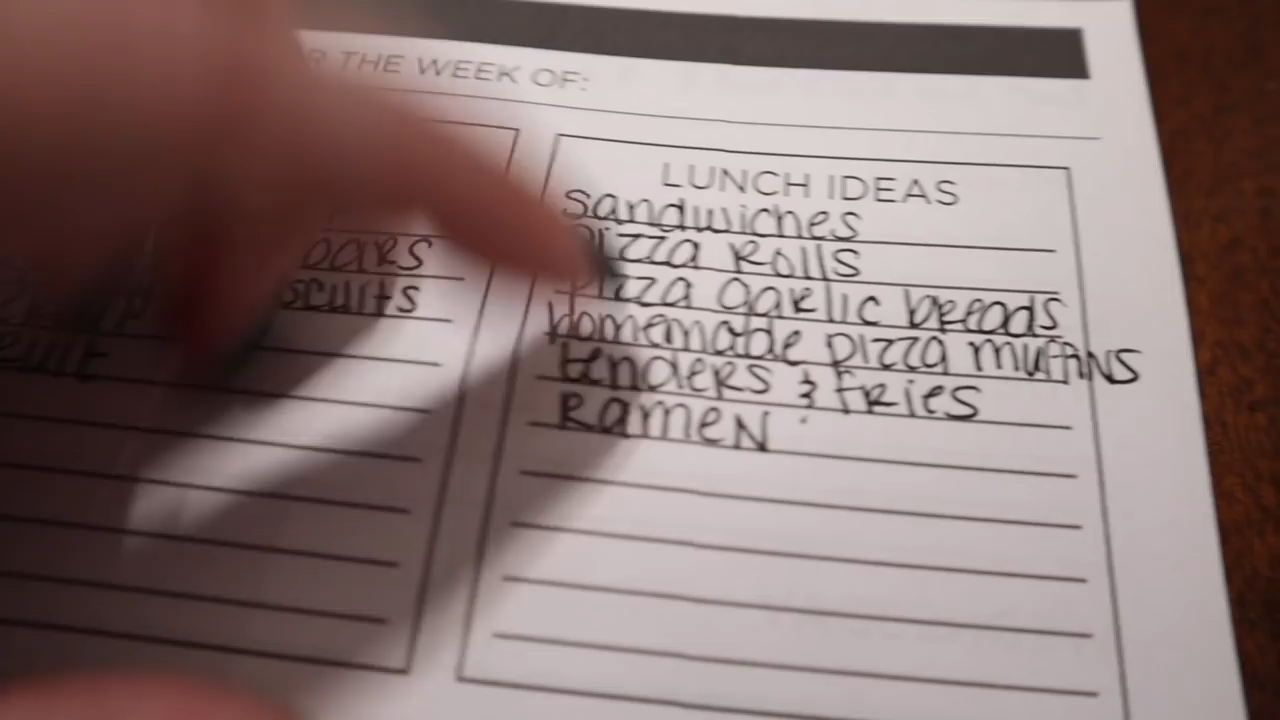 THE WEEK OF:
LUNCH IDEAS
sandwiches
pizza Rolls
pizza garlic breads
homemade pizza muffins
tenders & fries
Ramen